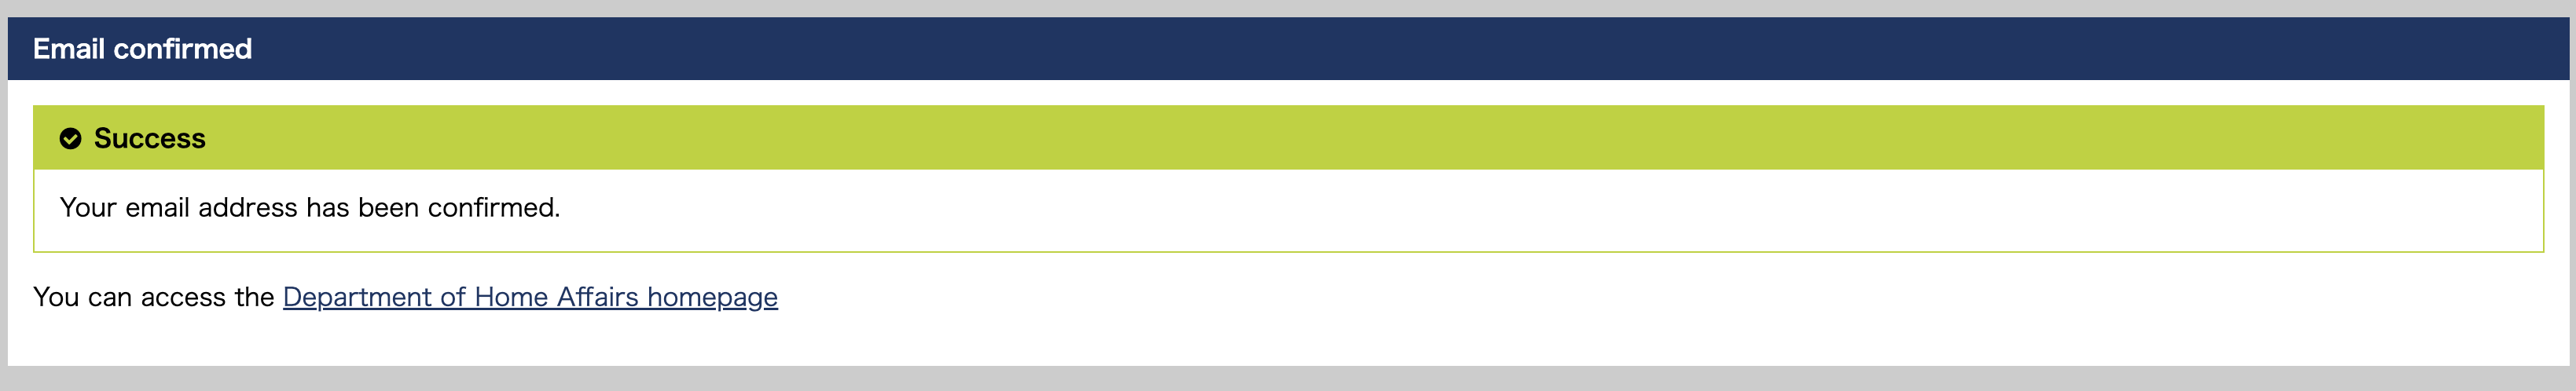 Email confirmed
Success
Your email address has been confirmed.
You can access the Department of Home Affairs homepage